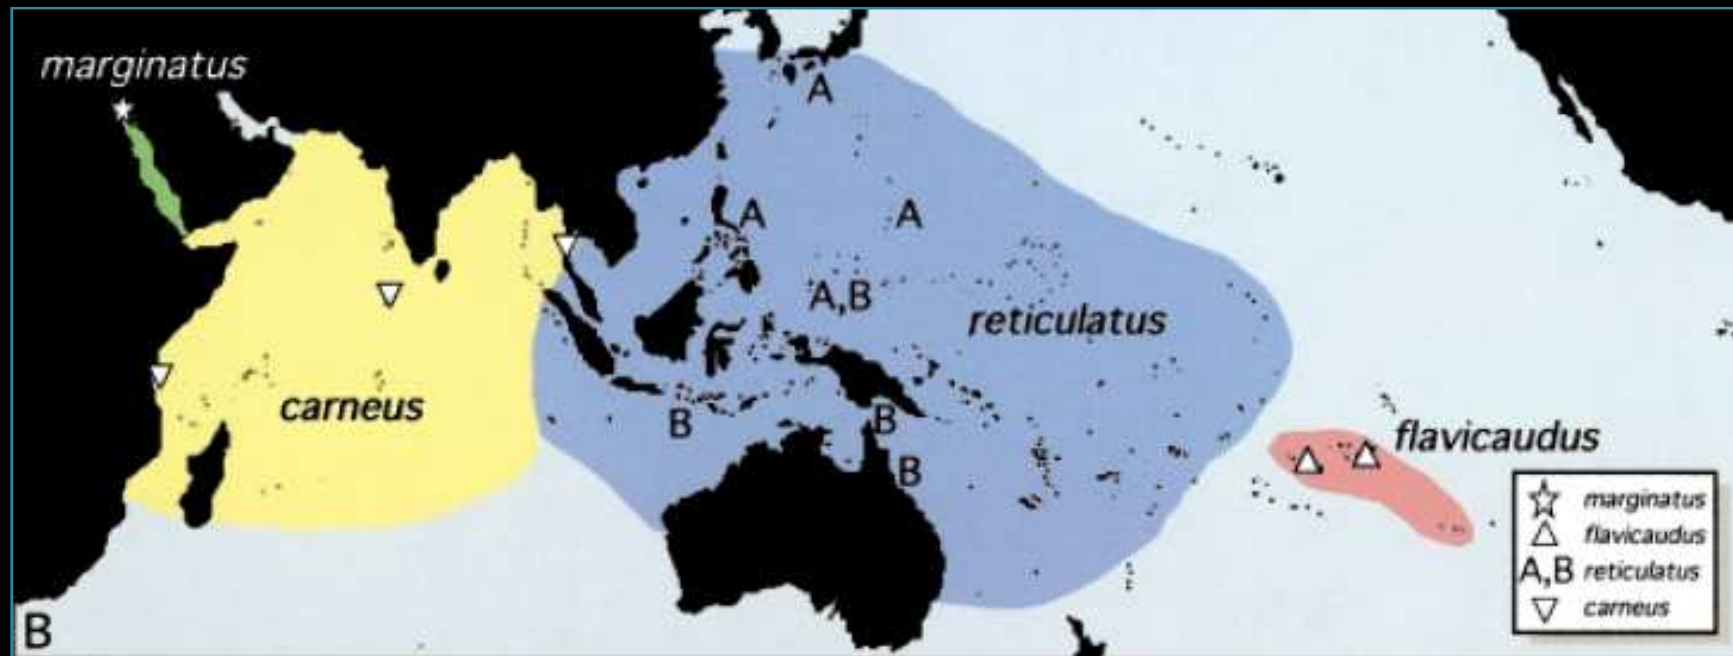 marginatus
A
A
A
A,B
reticulatus
carneus
B
B
B
flavicaudus
marginatus
flavicaudus
A,B reticulatus
carneus
B